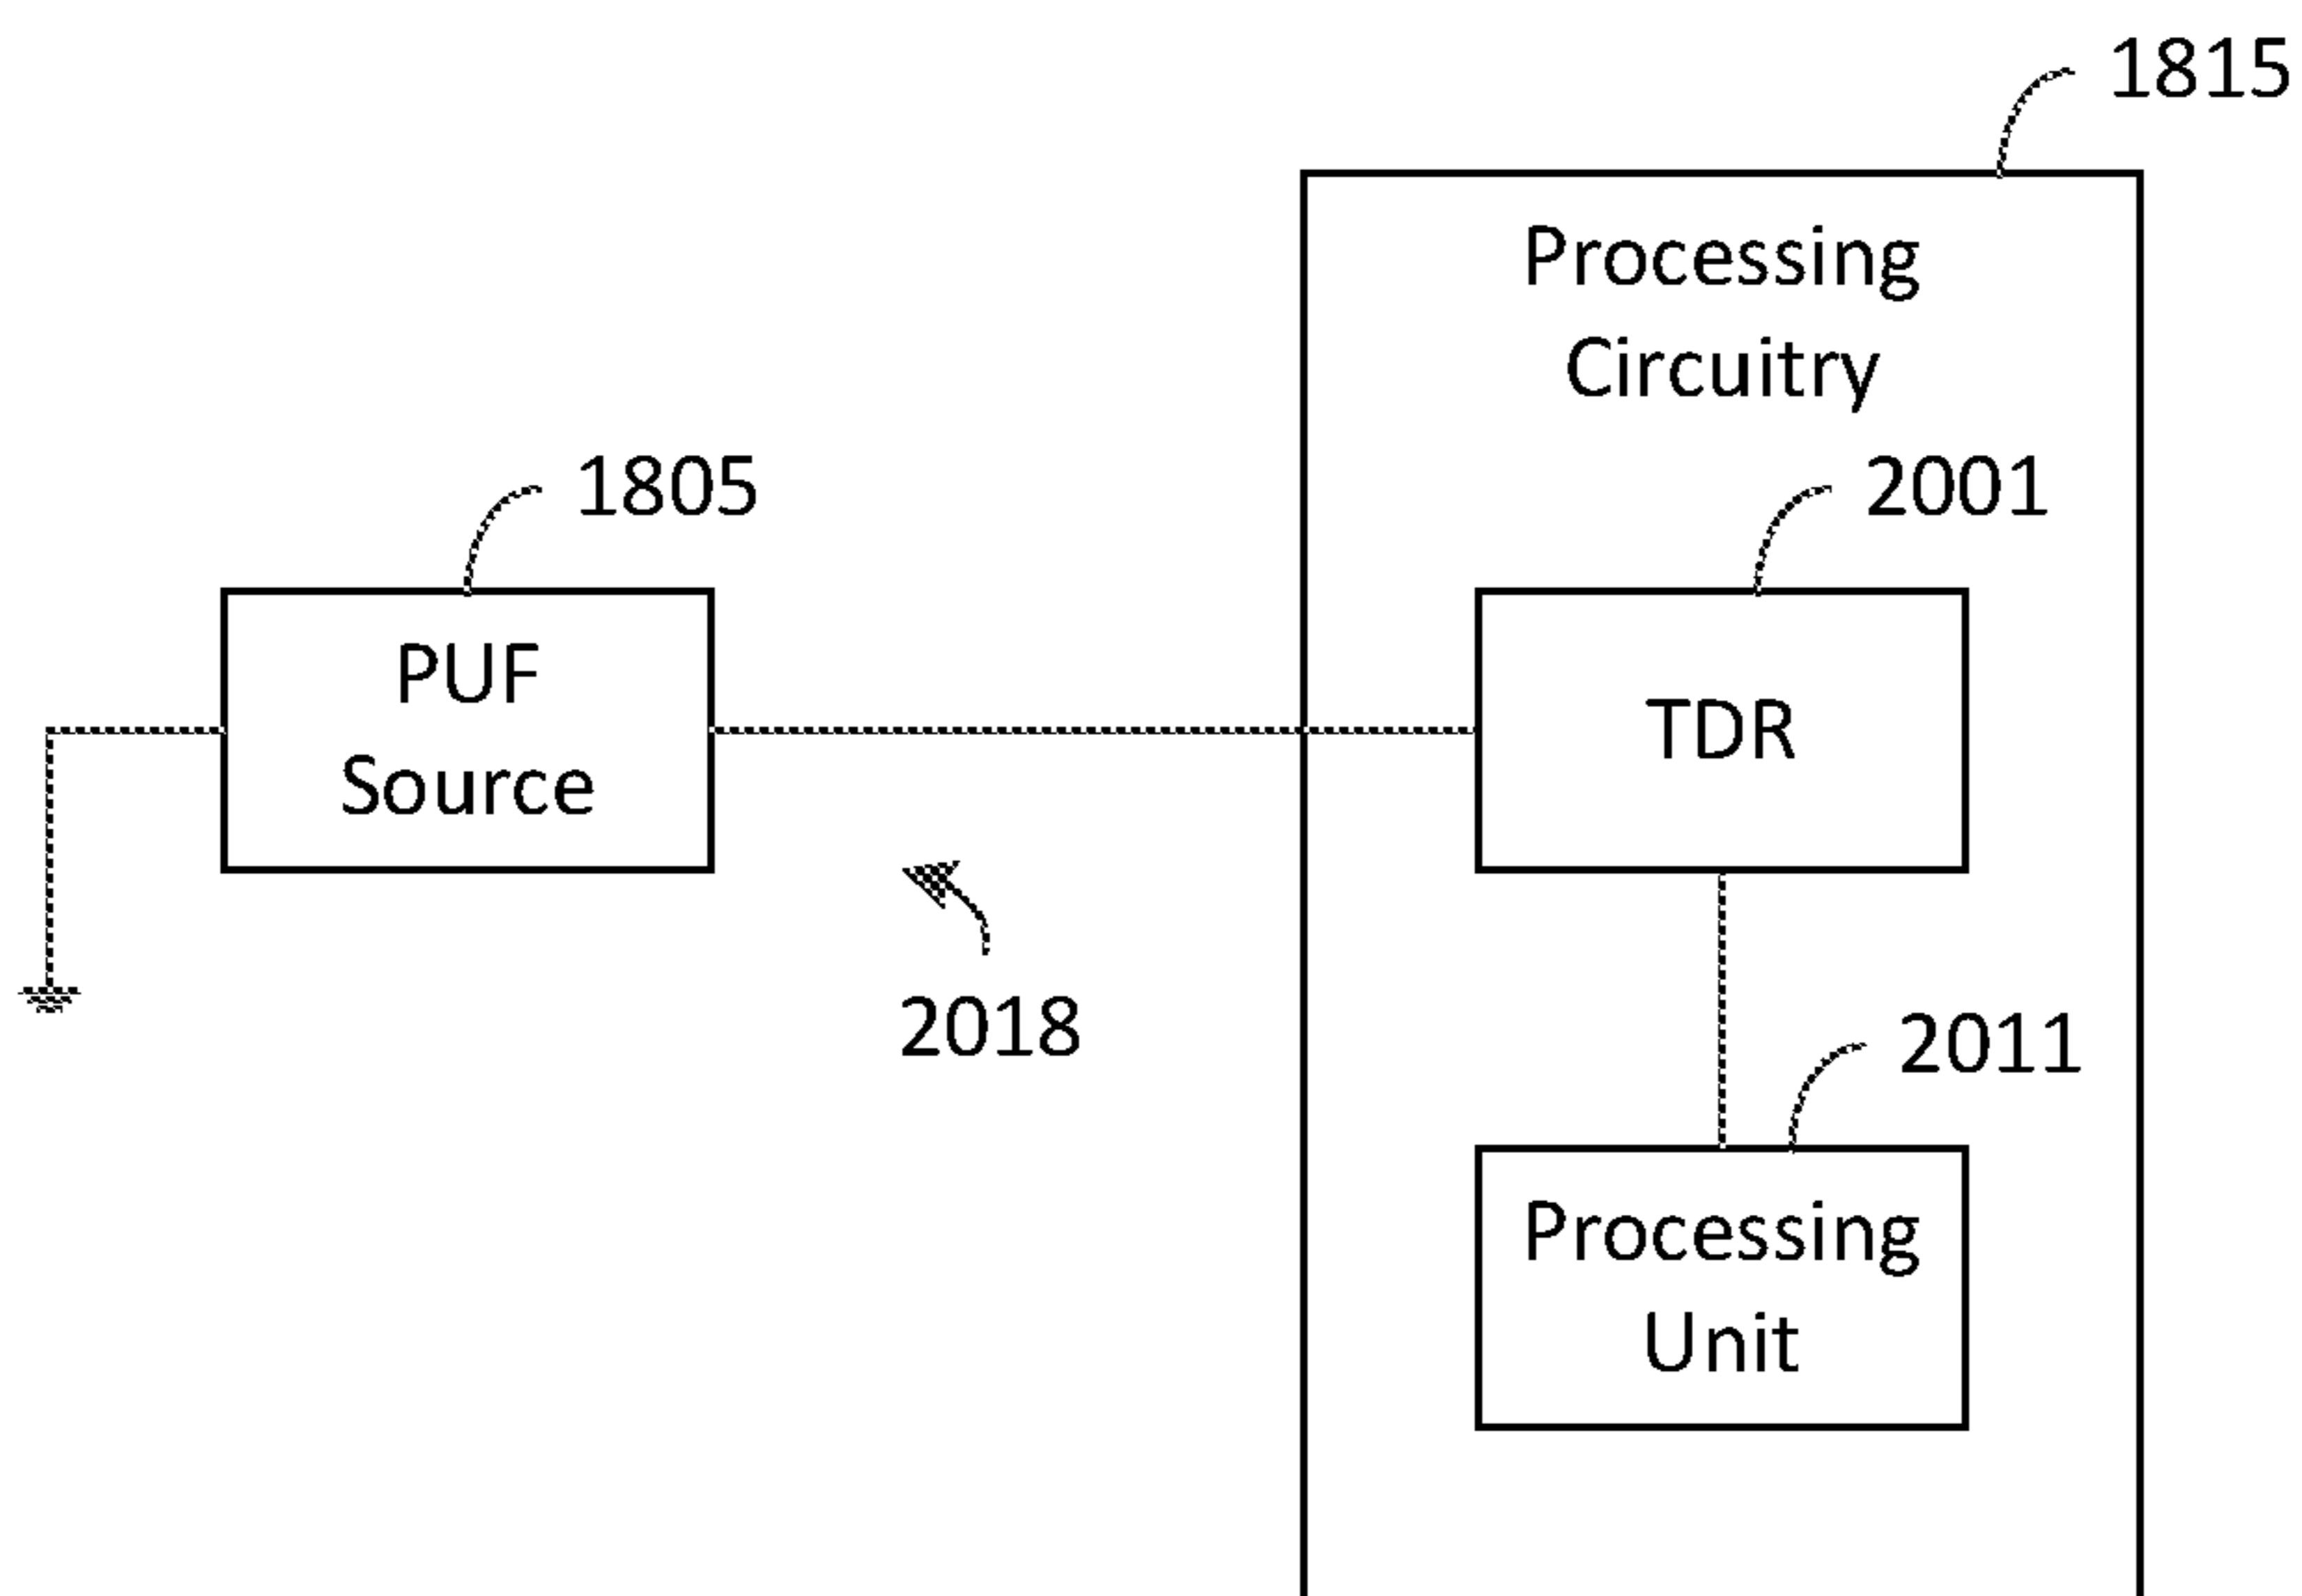 1815
Processing
Circuitry
1805
2001
PUF
Source
TDR
2018
2011
Processing
Unit